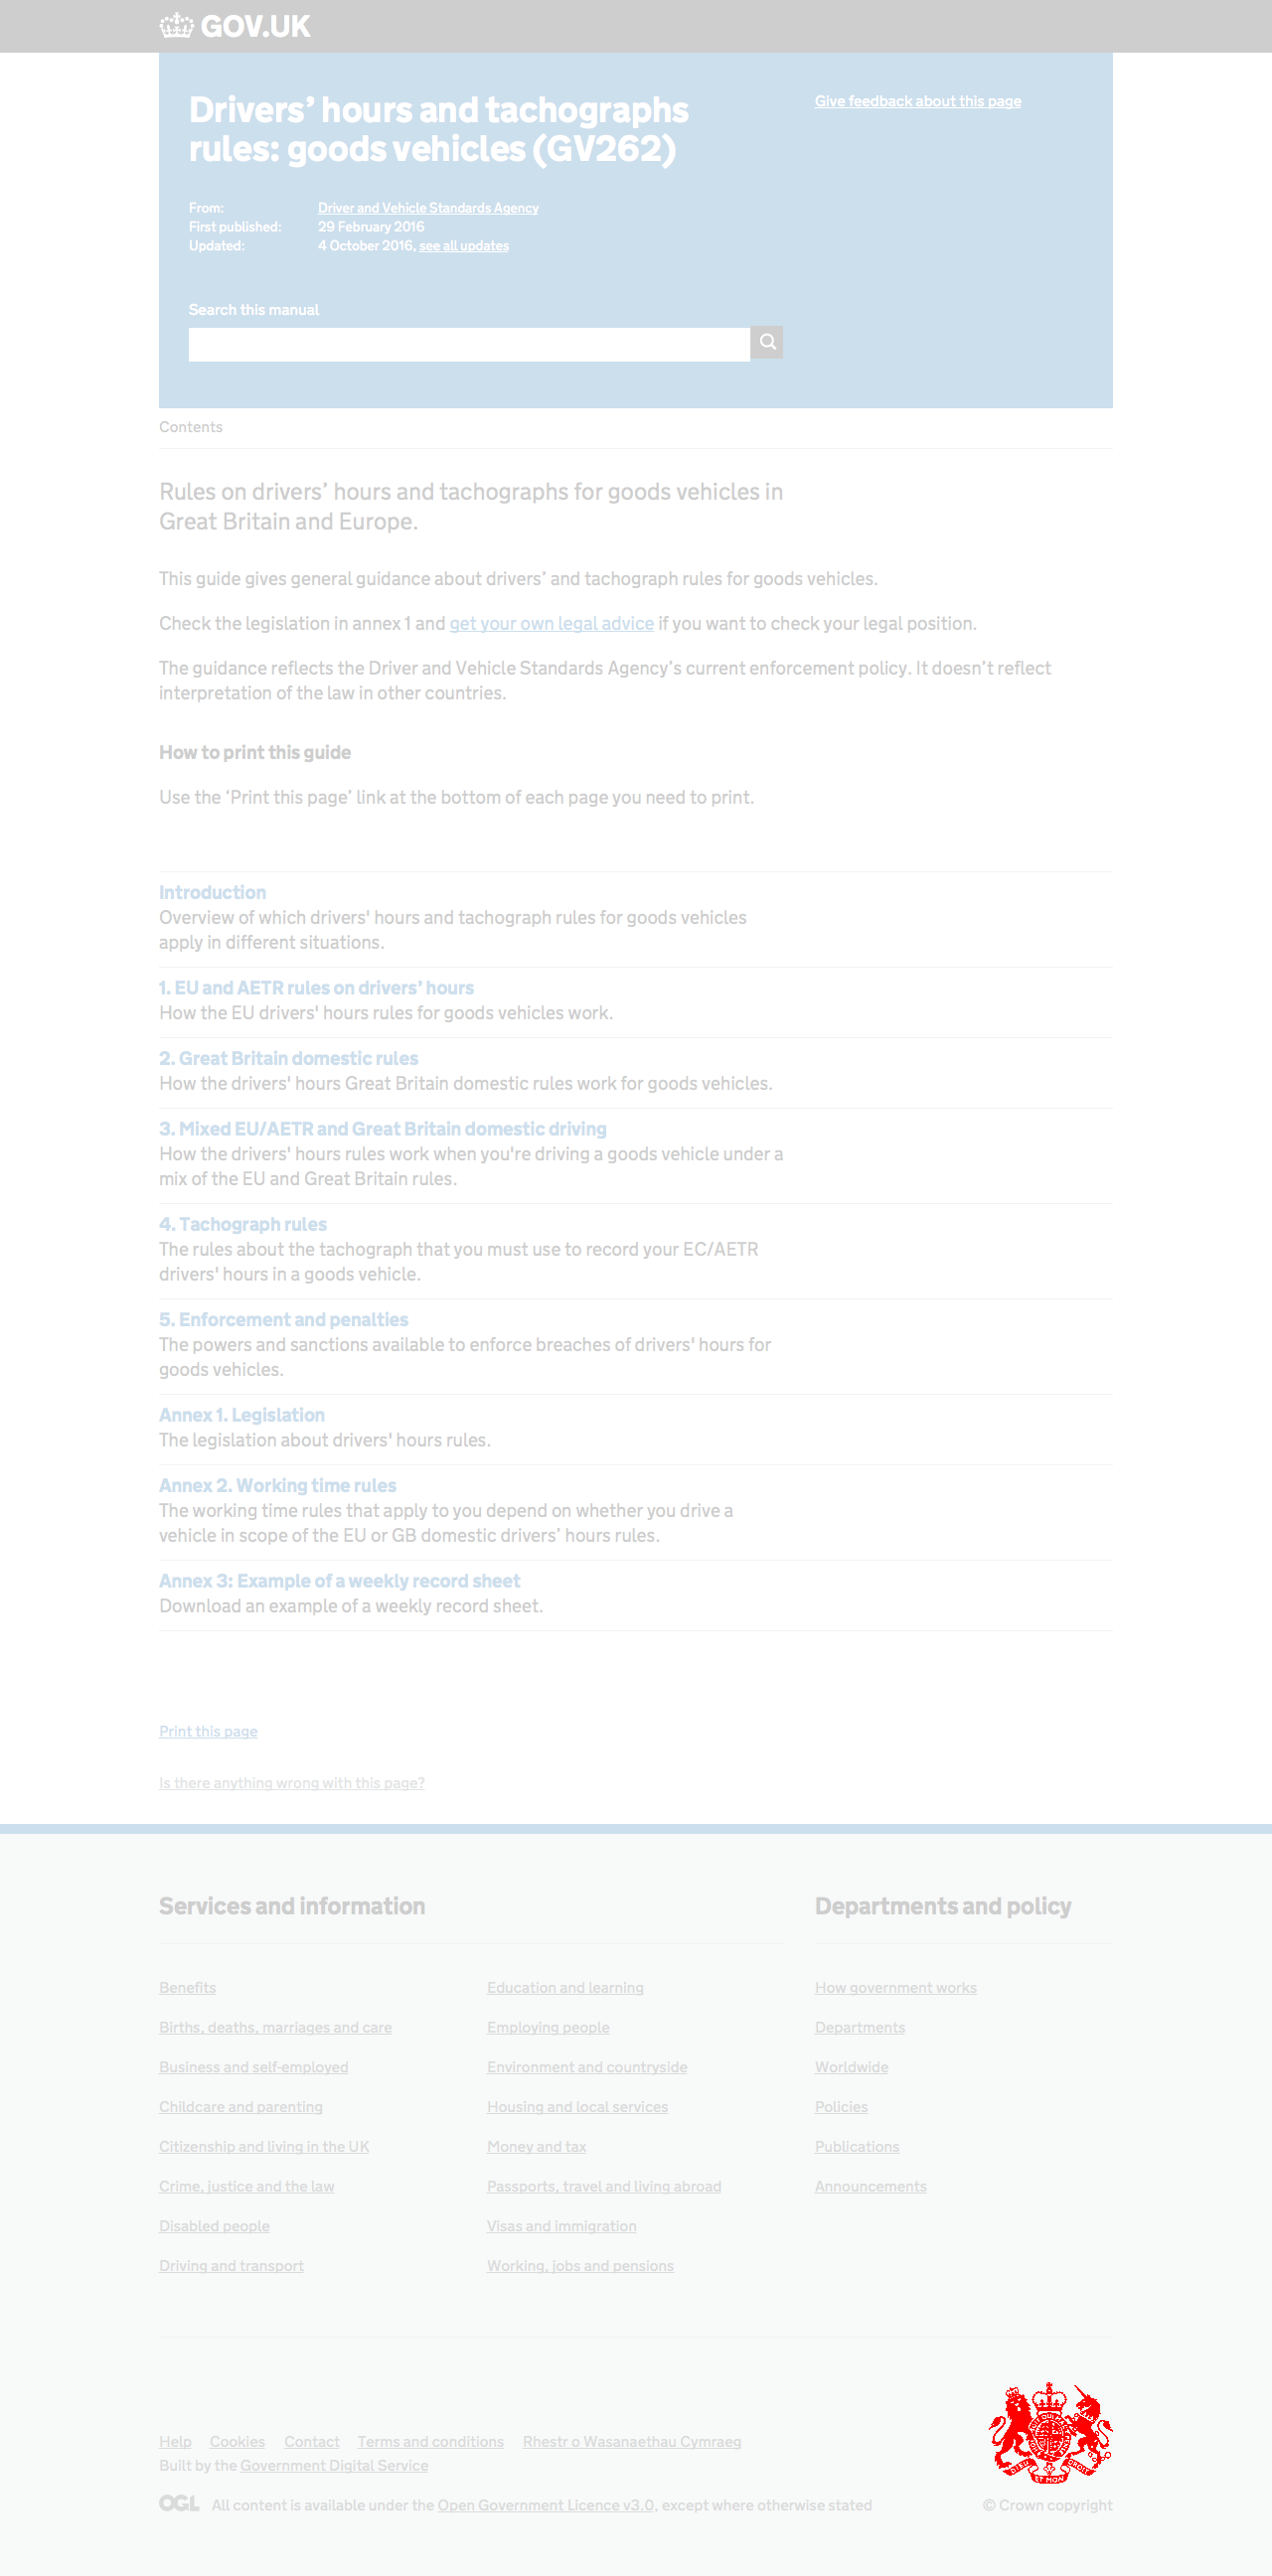 GOV.UK
Drivers’ hours and tachographs
rules: goods vehicles (GV262)
Give feedback about this page
From: Driver and Vehicle Standards Agency
First published: 29 February 2016
Updated: 4 October 2016, see all updates
Search this manual
Contents
Rules on drivers’ hours and tachographs for goods vehicles in
Great Britain and Europe.
This guide gives general guidance about drivers’ and tachograph rules for goods vehicles.
Check the legislation in annex 1 and get your own legal advice if you want to check your legal position.
The guidance reflects the Driver and Vehicle Standards Agency’s current enforcement policy. It doesn’t reflect
interpretation of the law in other countries.
How to print this guide
Use the ‘Print this page’ link at the bottom of each page you need to print.
Introduction
Overview of which drivers' hours and tachograph rules for goods vehicles
apply in different situations.
1. EU and AETR rules on drivers’ hours
How the EU drivers' hours rules for goods vehicles work.
2. Great Britain domestic rules
How the drivers' hours Great Britain domestic rules work for goods vehicles.
3. Mixed EU/AETR and Great Britain domestic driving
How the drivers' hours rules work when you're driving a goods vehicle under a
mix of the EU and Great Britain rules.
4. Tachograph rules
The rules about the tachograph that you must use to record your EC/AETR
drivers' hours in a goods vehicle.
5. Enforcement and penalties
The powers and sanctions available to enforce breaches of drivers' hours for
goods vehicles.
Annex 1. Legislation
The legislation about drivers' hours rules.
Annex 2. Working time rules
The working time rules that apply to you depend on whether you drive a
vehicle in scope of the EU or GB domestic drivers’ hours rules.
Annex 3: Example of a weekly record sheet
Download an example of a weekly record sheet.
Print this page
Is there anything wrong with this page?
Services and information
Benefits
Births, deaths, marriages and care
Business and self-employed
Childcare and parenting
Citizenship and living in the UK
Crime, justice and the law
Disabled people
Driving and transport
Education and learning
Employing people
Environment and countryside
Housing and local services
Money and tax
Passports, travel and living abroad
Visas and immigration
Working, jobs and pensions
Departments and policy
How government works
Departments
Worldwide
Policies
Publications
Announcements
Help Cookies Contact Terms and conditions Rhestr o Wasanaethau Cymraeg
Built by the Government Digital Service
OGL All content is available under the Open Government Licence v3.0, except where otherwise stated
DIEU ET MON DROIT
© Crown copyright